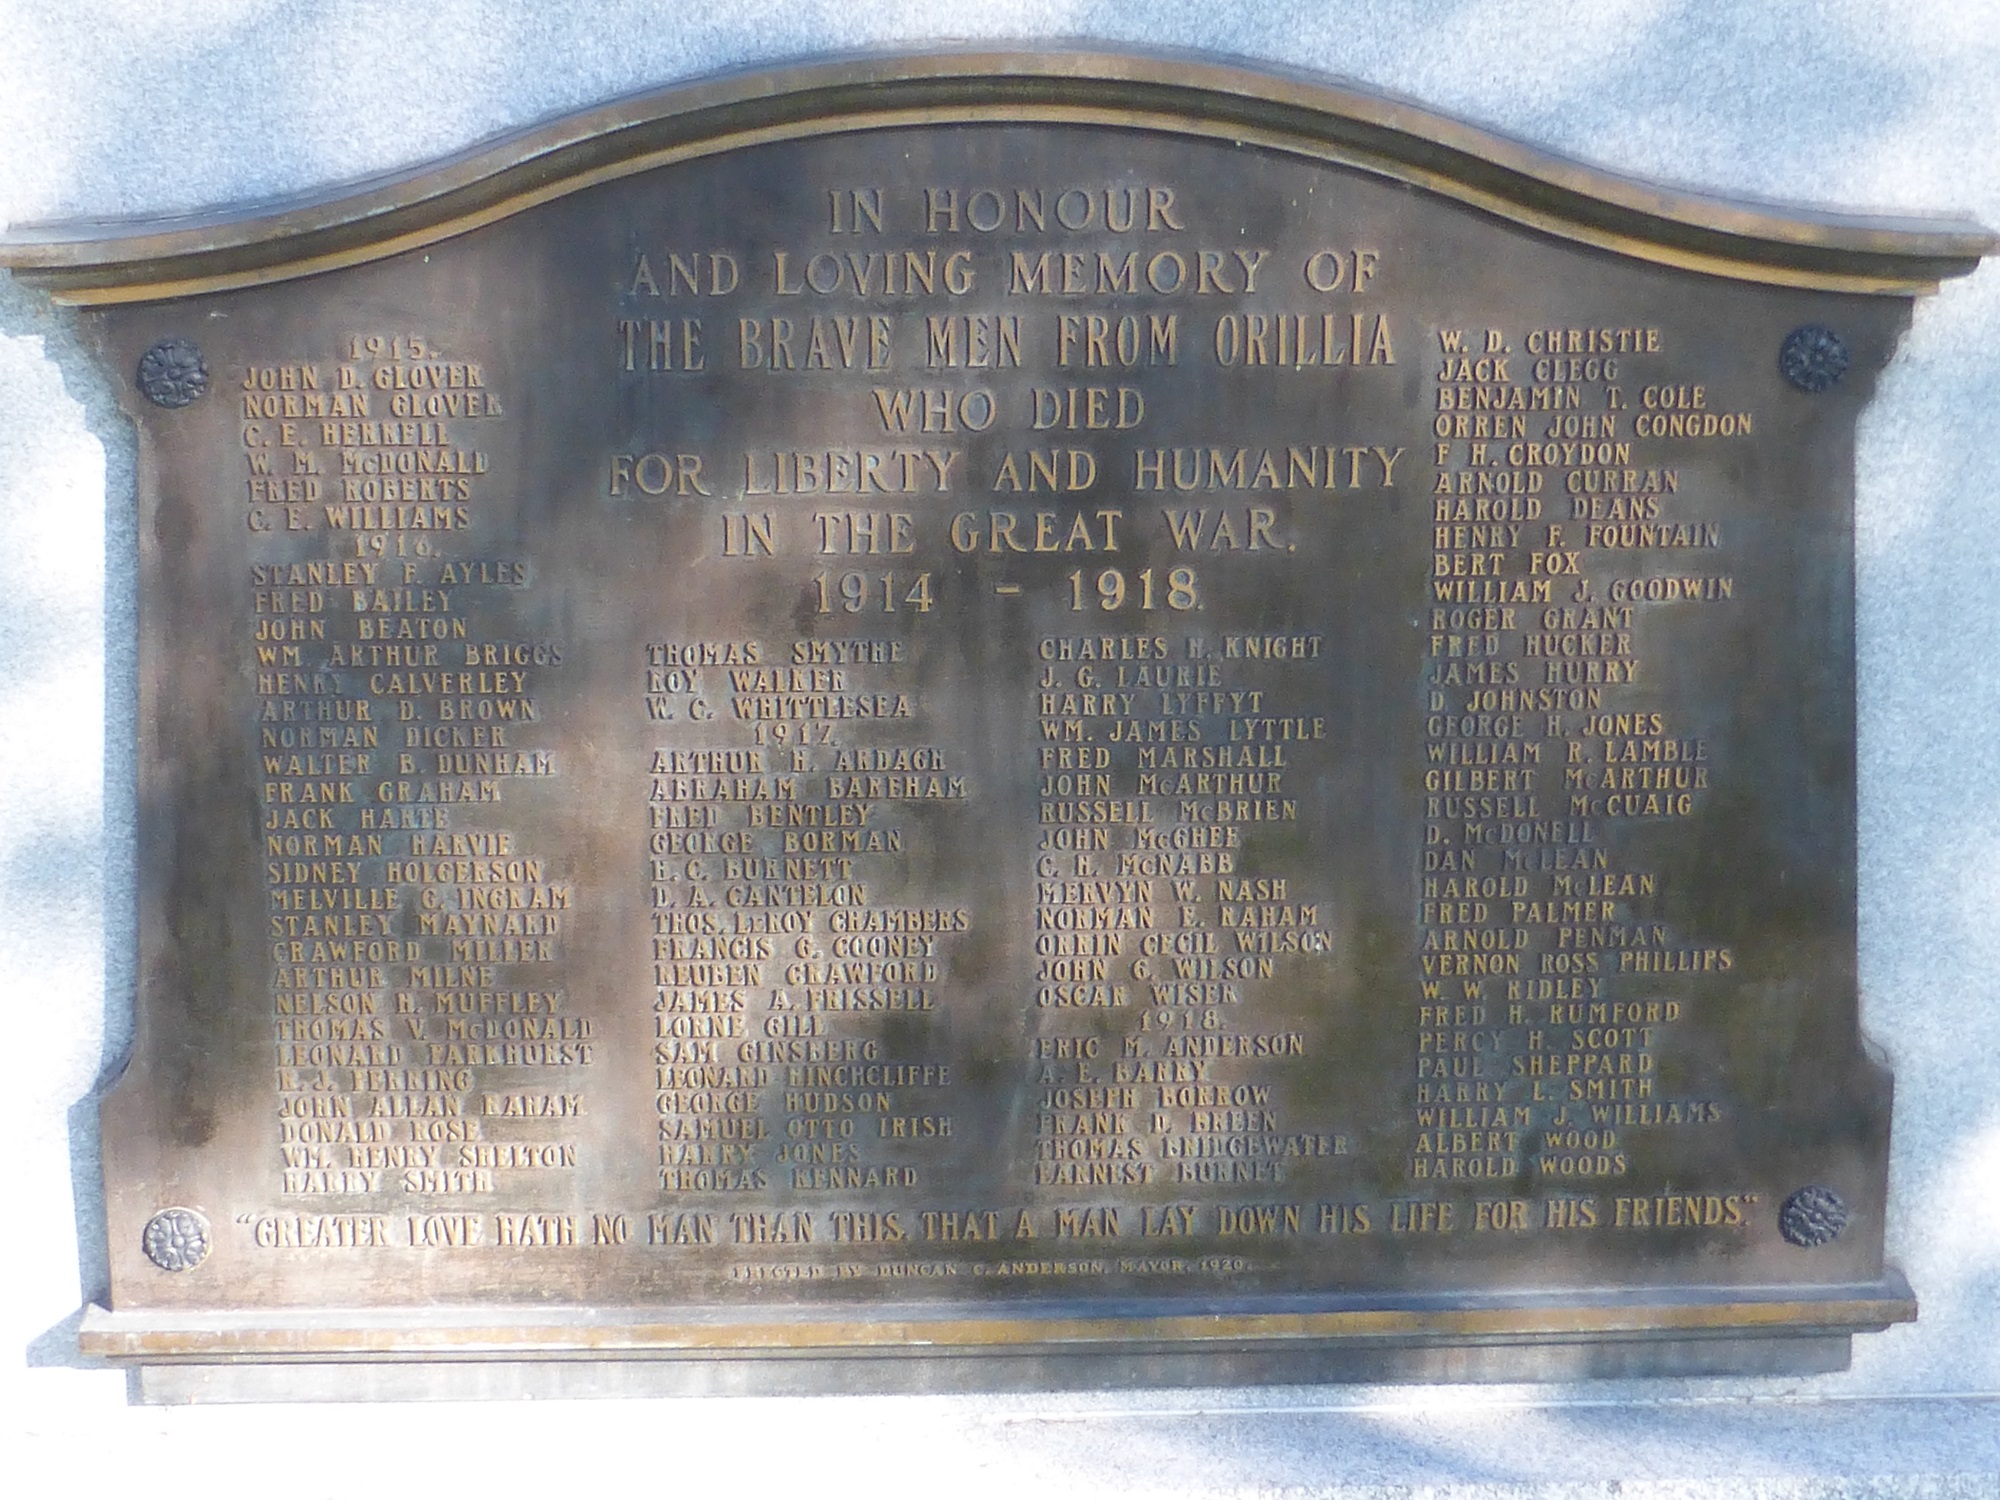 IN HONOUR
AND LOVING MEMORY OF
THE BRAVE MEN FROM ORILLIA
WHO DIED
FOR LIBERTY AND HUMANITY
IN THE GREAT WAR.
1914 - 1918.
1915.
JOHN D. GLOVER
NORMAN GLOVER
C. E. HERRELL
W. M. McDONALD
FRED ROBERTS
C. E. WILLIAMS
1916.
STANLEY F. AYLES
FRED BAILEY
JOHN BEATON
WM. ARTHUR BRIGGS
HENRY CALVERLEY
ARTHUR D. BROWN
NORMAN DICKER
WALTER B. DUNHAM
FRANK GRAHAM
JACK HARTE
NORMAN HARVIE
SIDNEY HOLGERSON
MELVILLE G. INGRAM
STANLEY MAYNARD
CRAWFORD MILLER
ARTHUR MILNE
NELSON H. MUFFLEY
THOMAS V. McDONALD
LEONARD PARKHURST
R. J. PERRING
JOHN ALLAN RAHAM
DONALD ROSE
WM. HENRY SHELTON
HARRY SMITH
THOMAS SMYTHE
ROY WALKER
W. C. WHITTLESEA
1917.
ARTHUR H. ARDAGH
ABRAHAM BAREHAM
FRED BENTLEY
GEORGE BORMAN
H. C. BURNETT
D. A. CANTELON
THOS. LEROY CHAMBERS
FRANCIS G. COONEY
REUBEN CRAWFORD
JAMES A. FRISSELL
LORNE GILL
SAM GINSBERG
LEONARD HINCHCLIFFE
GEORGE HUDSON
SAMUEL OTTO IRISH
HARRY JONES
THOMAS KENNARD
CHARLES H. KNIGHT
J. G. LAURIE
HARRY LYFFYT
WM. JAMES LYTTLE
FRED MARSHALL
JOHN McARTHUR
RUSSELL McBRIEN
JOHN McGHEE
C. H. McNABB
MERVYN W. NASH
NORMAN E. RAHAM
ORRIN CECIL WILSON
JOHN G. WILSON
OSCAR WISER
1918.
ERIC M. ANDERSON
A. E. BARRY
JOSEPH BORROW
FRANK D. BREEN
THOMAS BRIDGEWATER
EARNEST BURNET
W. D. CHRISTIE
JACK CLEGG
BENJAMIN T. COLE
ORREN JOHN CONGDON
F. H. CROYDON
ARNOLD CURRAN
HAROLD DEANS
HENRY F. FOUNTAIN
BERT FOX
WILLIAM J. GOODWIN
ROGER GRANT
FRED HUCKER
JAMES HURRY
D. JOHNSTON
GEORGE H. JONES
WILLIAM R. LAMBLE
GILBERT McARTHUR
RUSSELL McCUAIG
D. McDONELL
DAN McLEAN
HAROLD McLEAN
FRED PALMER
ARNOLD PENMAN
VERNON ROSS PHILLIPS
W. W. RIDLEY
FRED H. RUMFORD
PERCY H. SCOTT
PAUL SHEPPARD
HARRY L. SMITH
WILLIAM J. WILLIAMS
ALBERT WOOD
HAROLD WOODS
"GREATER LOVE HATH NO MAN THAN THIS, THAT A MAN LAY DOWN HIS LIFE FOR HIS FRIENDS."
ERECTED BY DUNCAN C. ANDERSON, MAYOR, 1920.